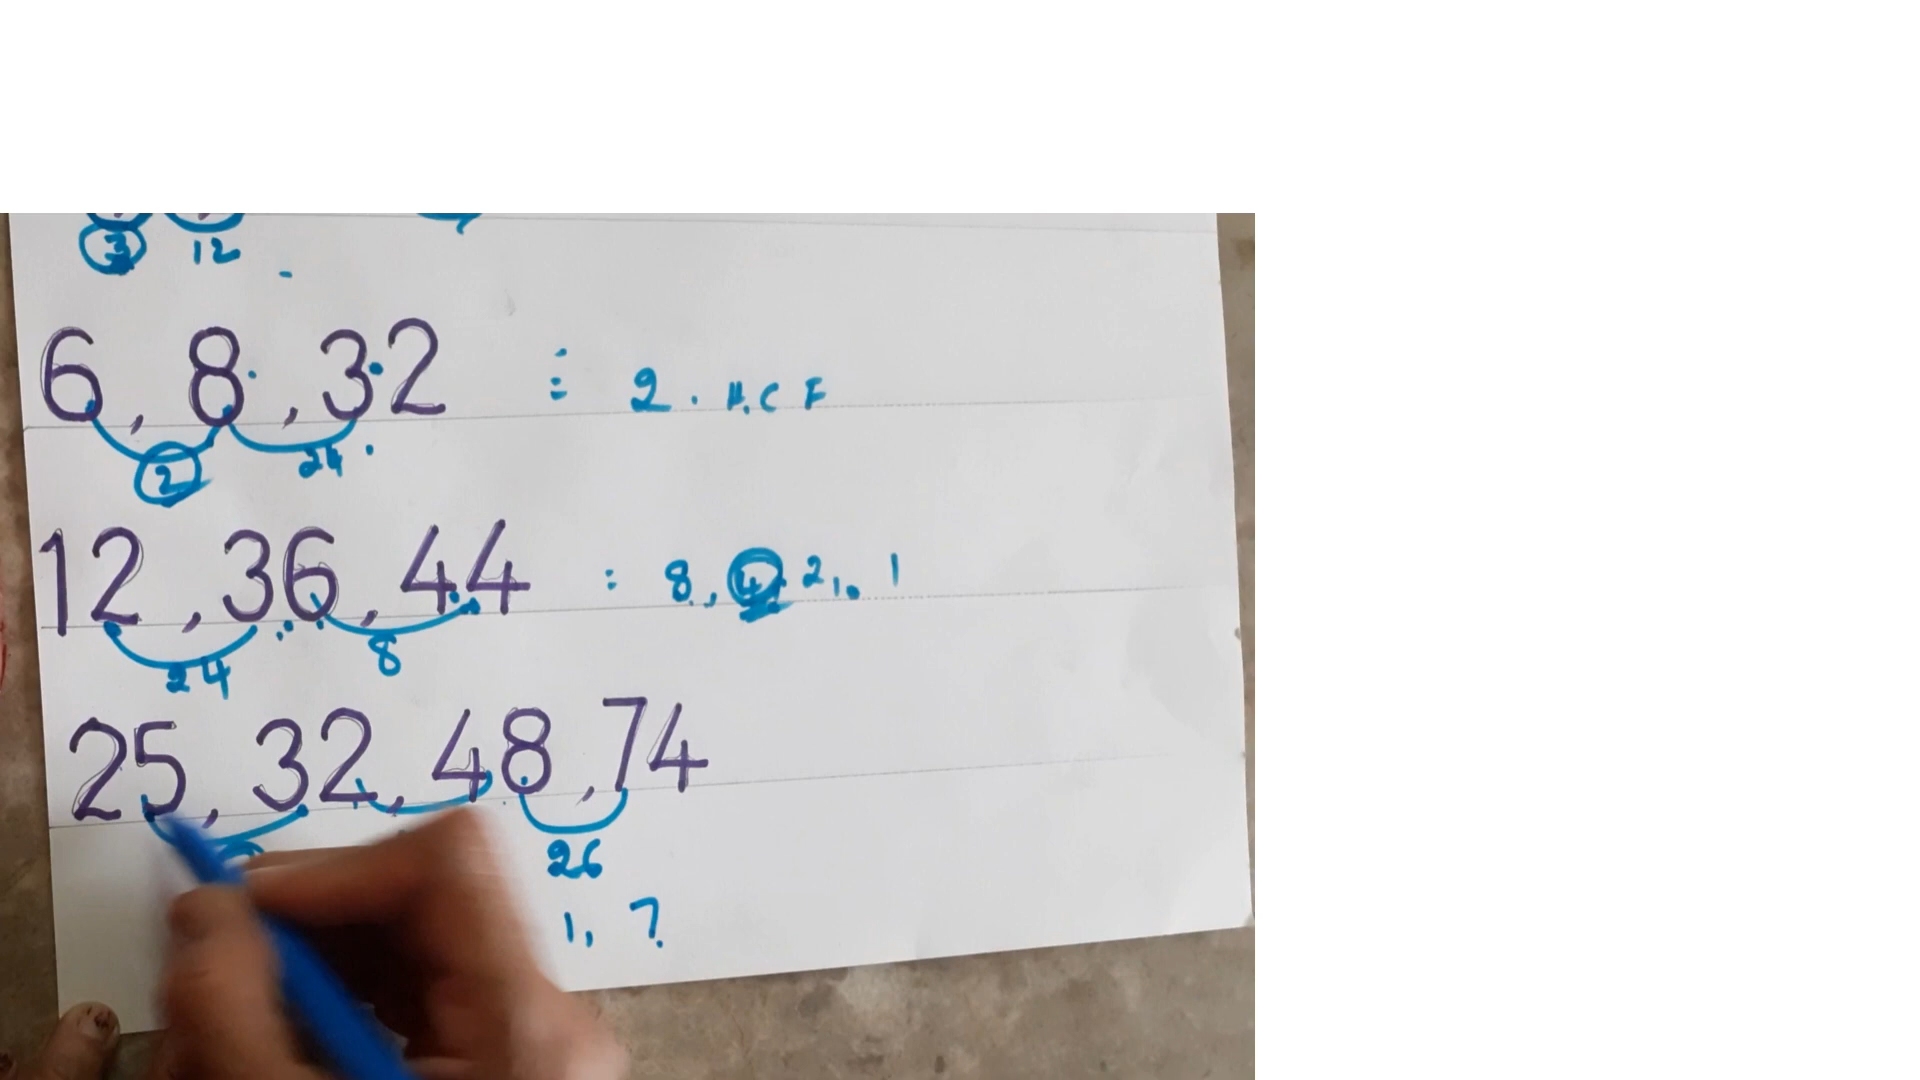 3 12 -
6, 8, 32 : 2. H.C F
2 24
12, 36, 44 : 8, 4, 2, 1
24 8
25, 32, 48, 74
26
1, 7